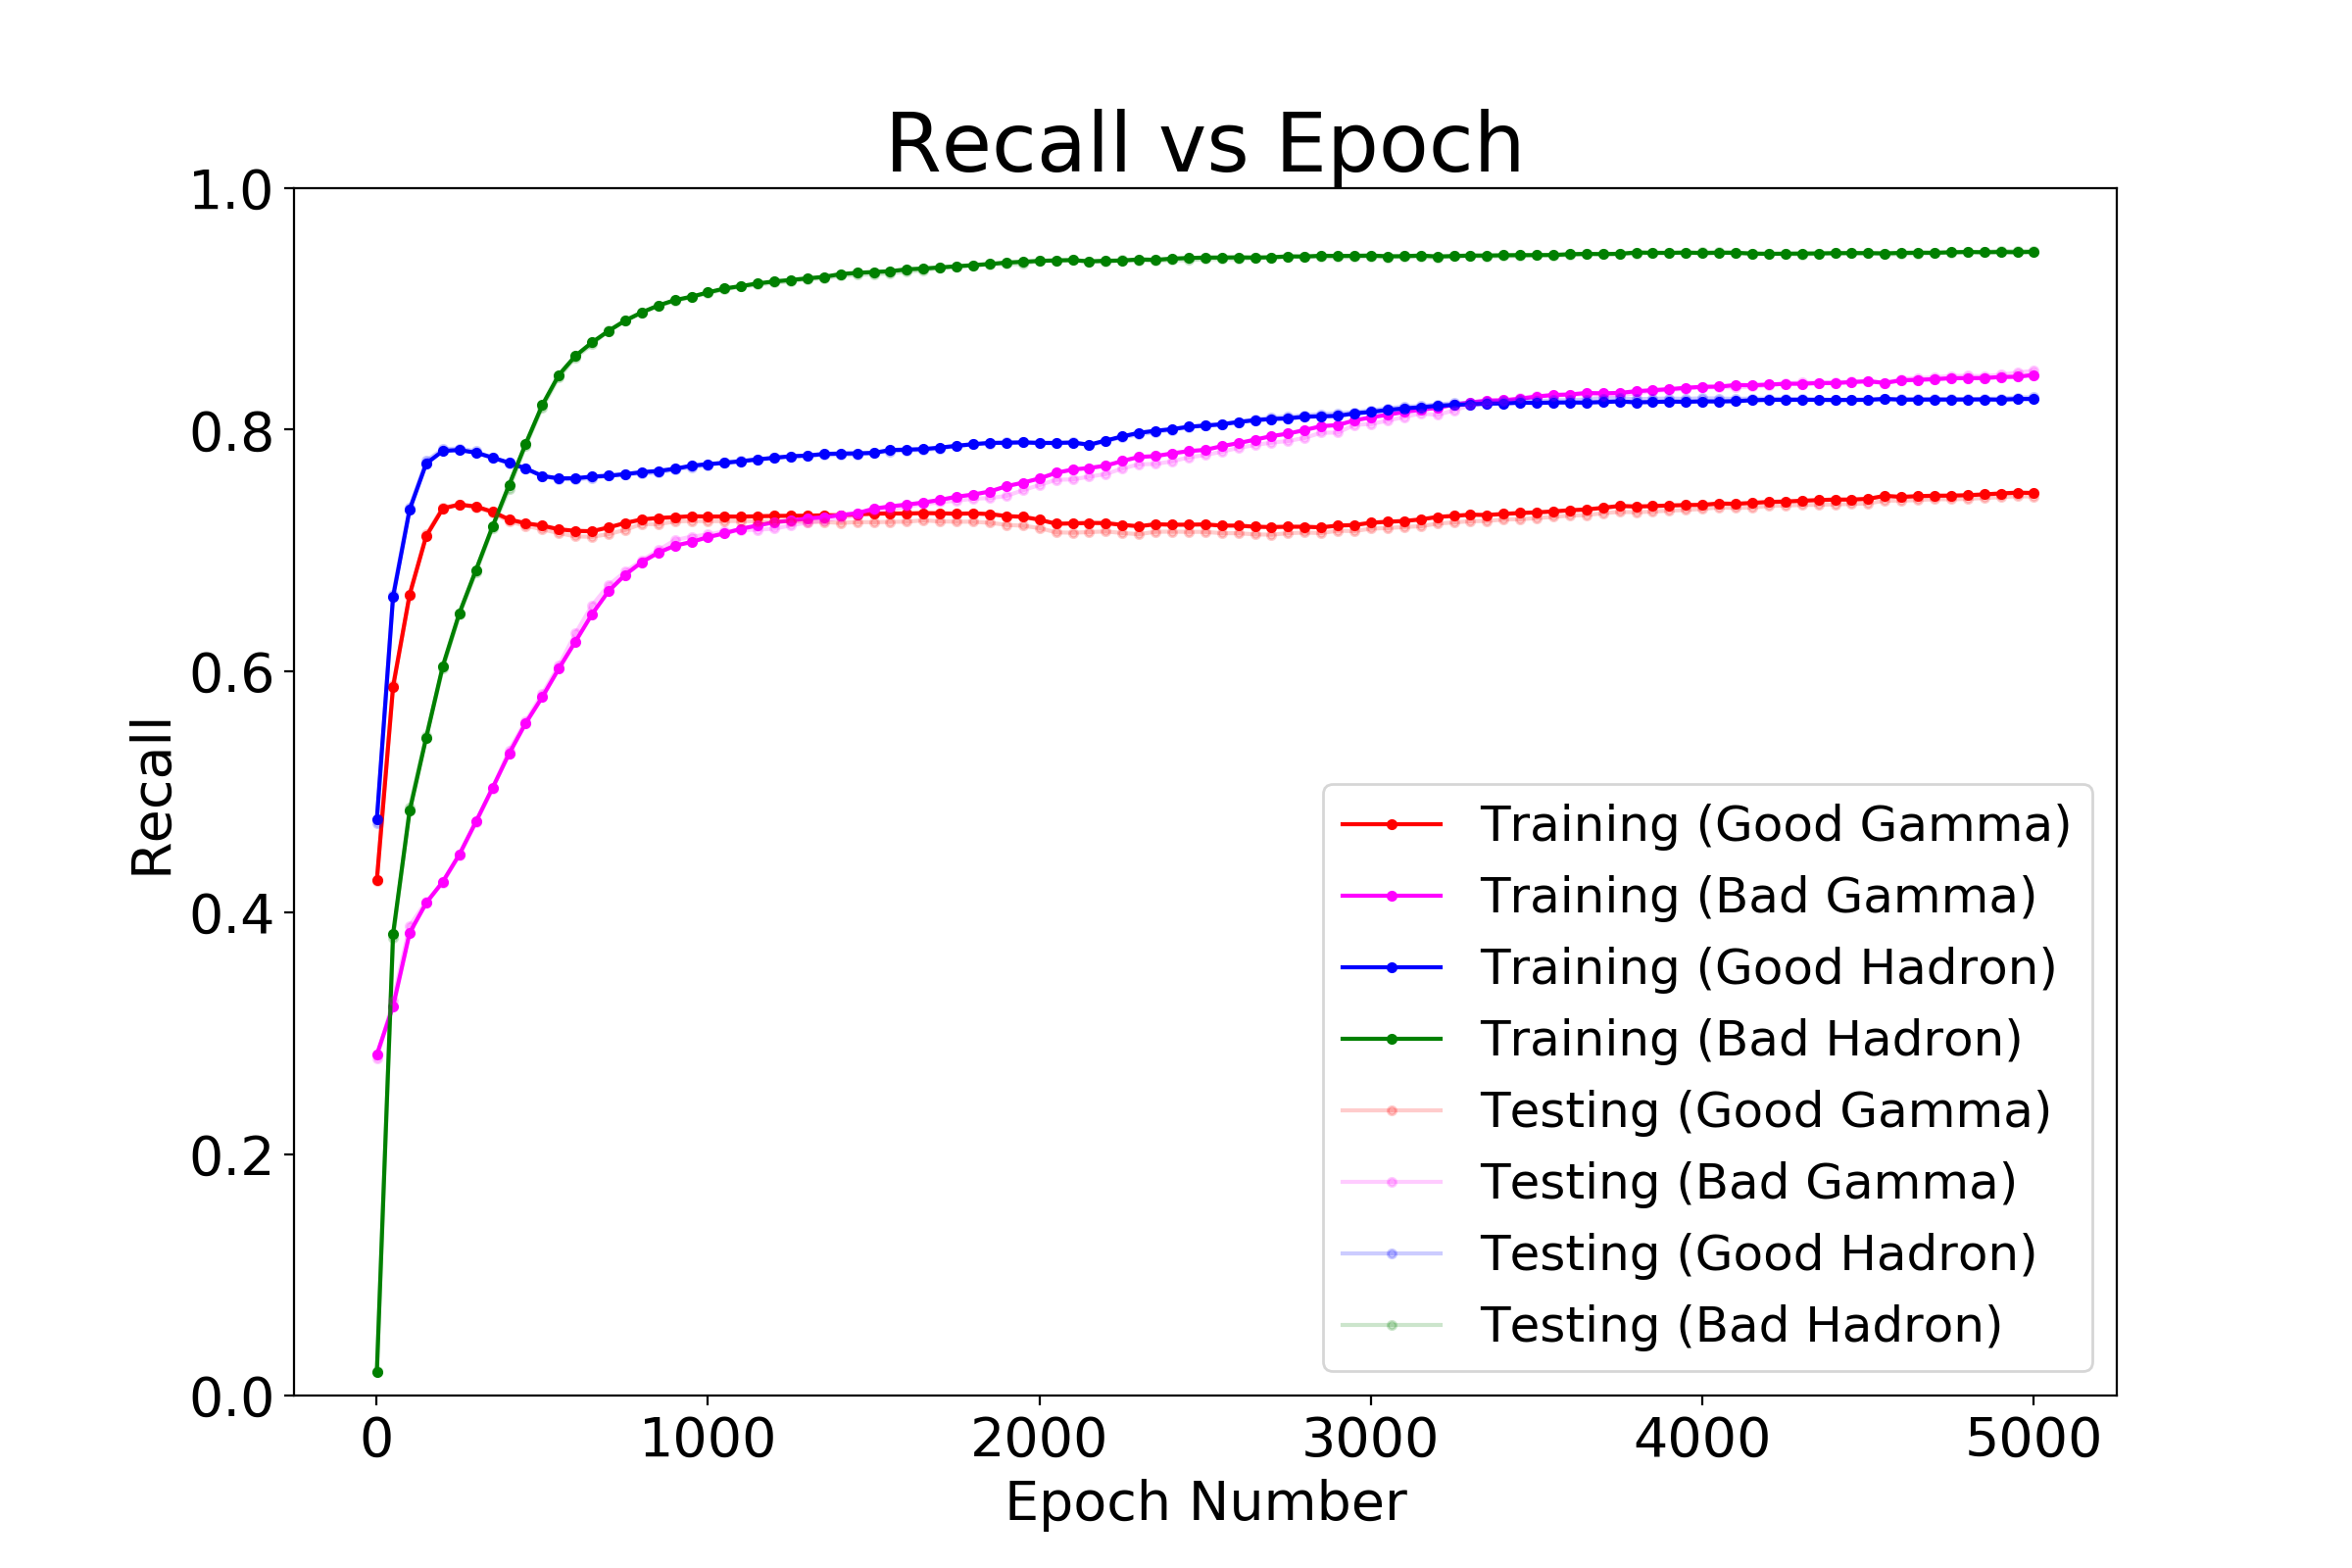 Recall vs Epoch
1.0
0.8
0.6
0.4
0.2
0.0
Recall
0
1000
2000
3000
4000
5000
Epoch Number
Training (Good Gamma)
Training (Bad Gamma)
Training (Good Hadron)
Training (Bad Hadron)
Testing (Good Gamma)
Testing (Bad Gamma)
Testing (Good Hadron)
Testing (Bad Hadron)